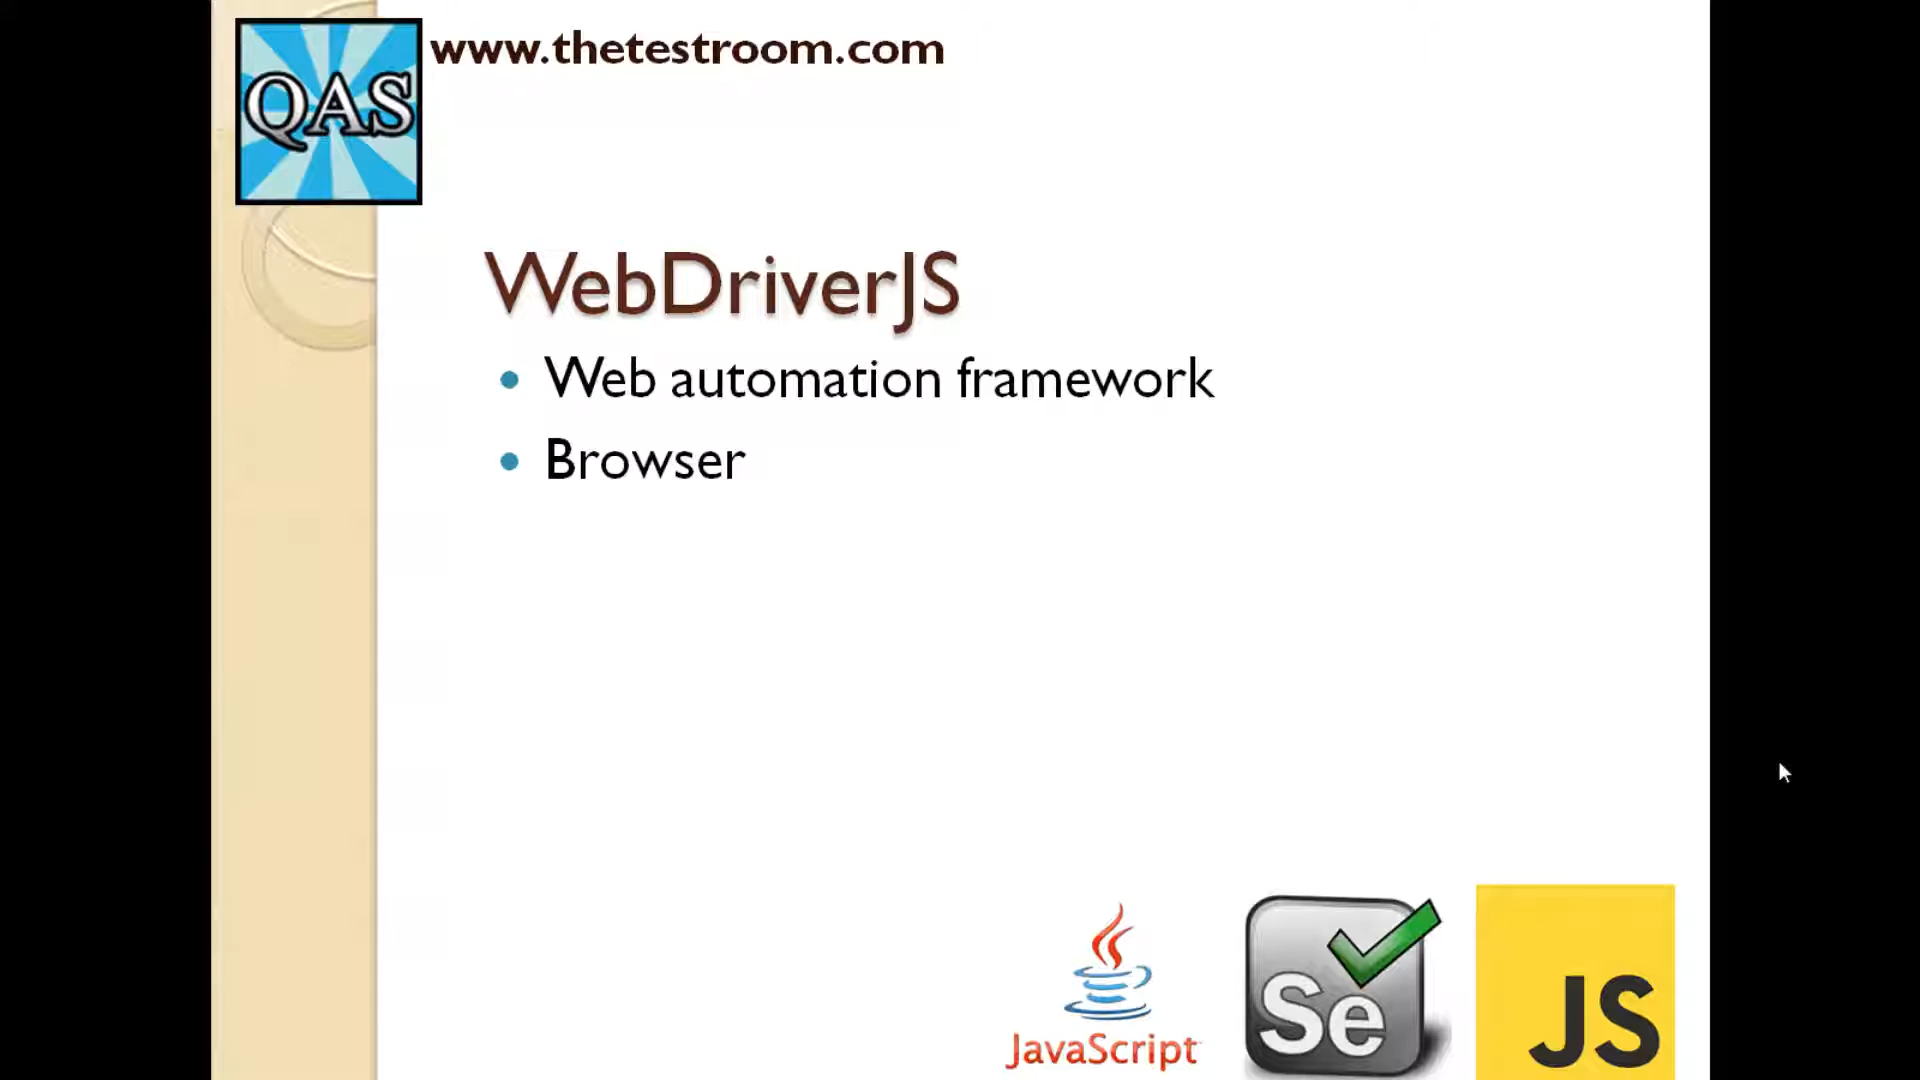 www.thetestroom.com
QAS
WebDriverJS
Web automation framework
Browser
JavaScript
Se
JS